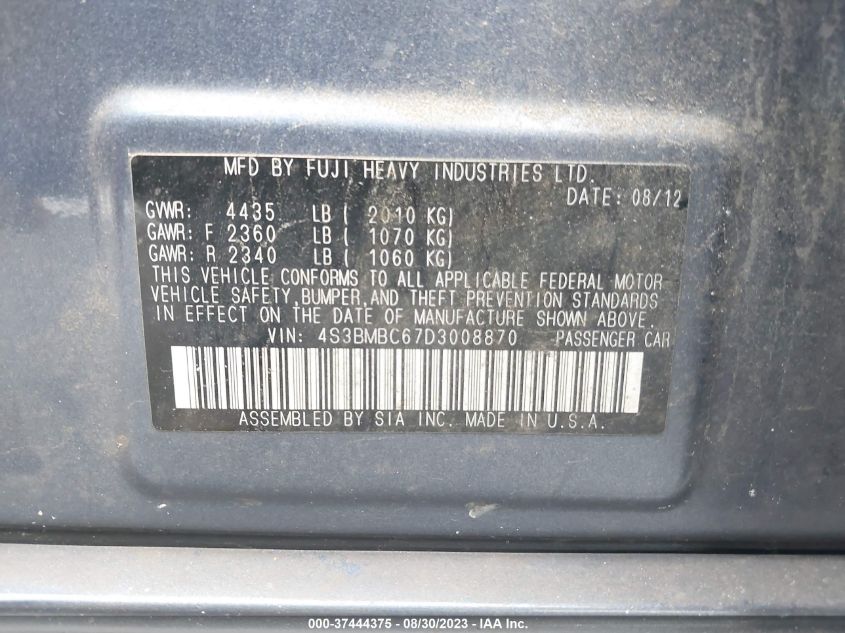 MFD BY FUJI HEAVY INDUSTRIES LTD.
DATE: 08/12
GVWR: 4435 LB ( 2010 KG)
GAWR: F 2360 LB ( 1070 KG)
GAWR: R 2340 LB ( 1060 KG)
THIS VEHICLE CONFORMS TO ALL APPLICABLE FEDERAL MOTOR
VEHICLE SAFETY,BUMPER,AND THEFT PREVENTION STANDARDS
IN EFFECT ON THE DATE OF MANUFACTURE SHOWN ABOVE.
VIN: 4S3BMBC67D3008870 PASSENGER CAR
ASSEMBLED BY SIA INC. MADE IN U.S.A.
000-37444375 - 08/30/2023 - © IAA, Inc.